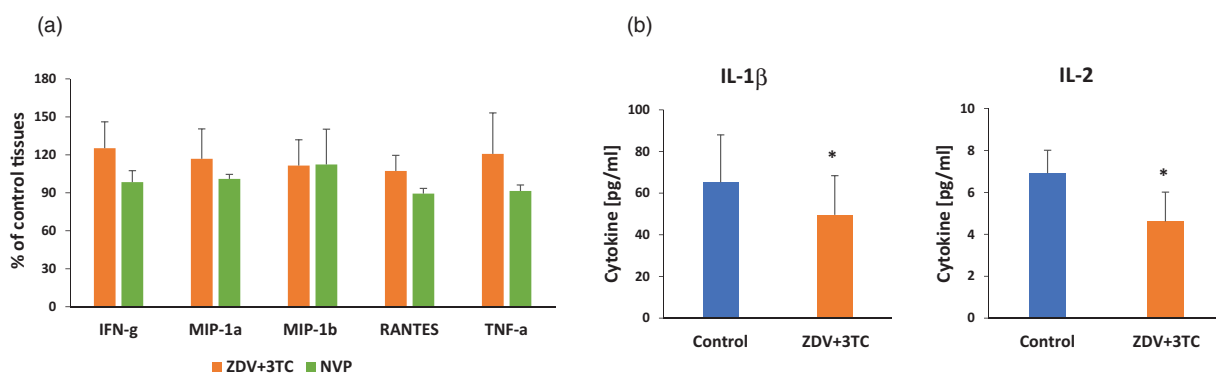 (a)
% of control tissues
180
150
120
90
60
30
0
IFN-g MIP-1a MIP-1b RANTES TNF-a
ZDV+3TC NVP
(b)
IL-1β
Cytokine [pg/ml]
100
80
60
40
20
0
*
Control ZDV+3TC
IL-2
Cytokine [pg/ml]
8
6
4
2
0
*
Control ZDV+3TC